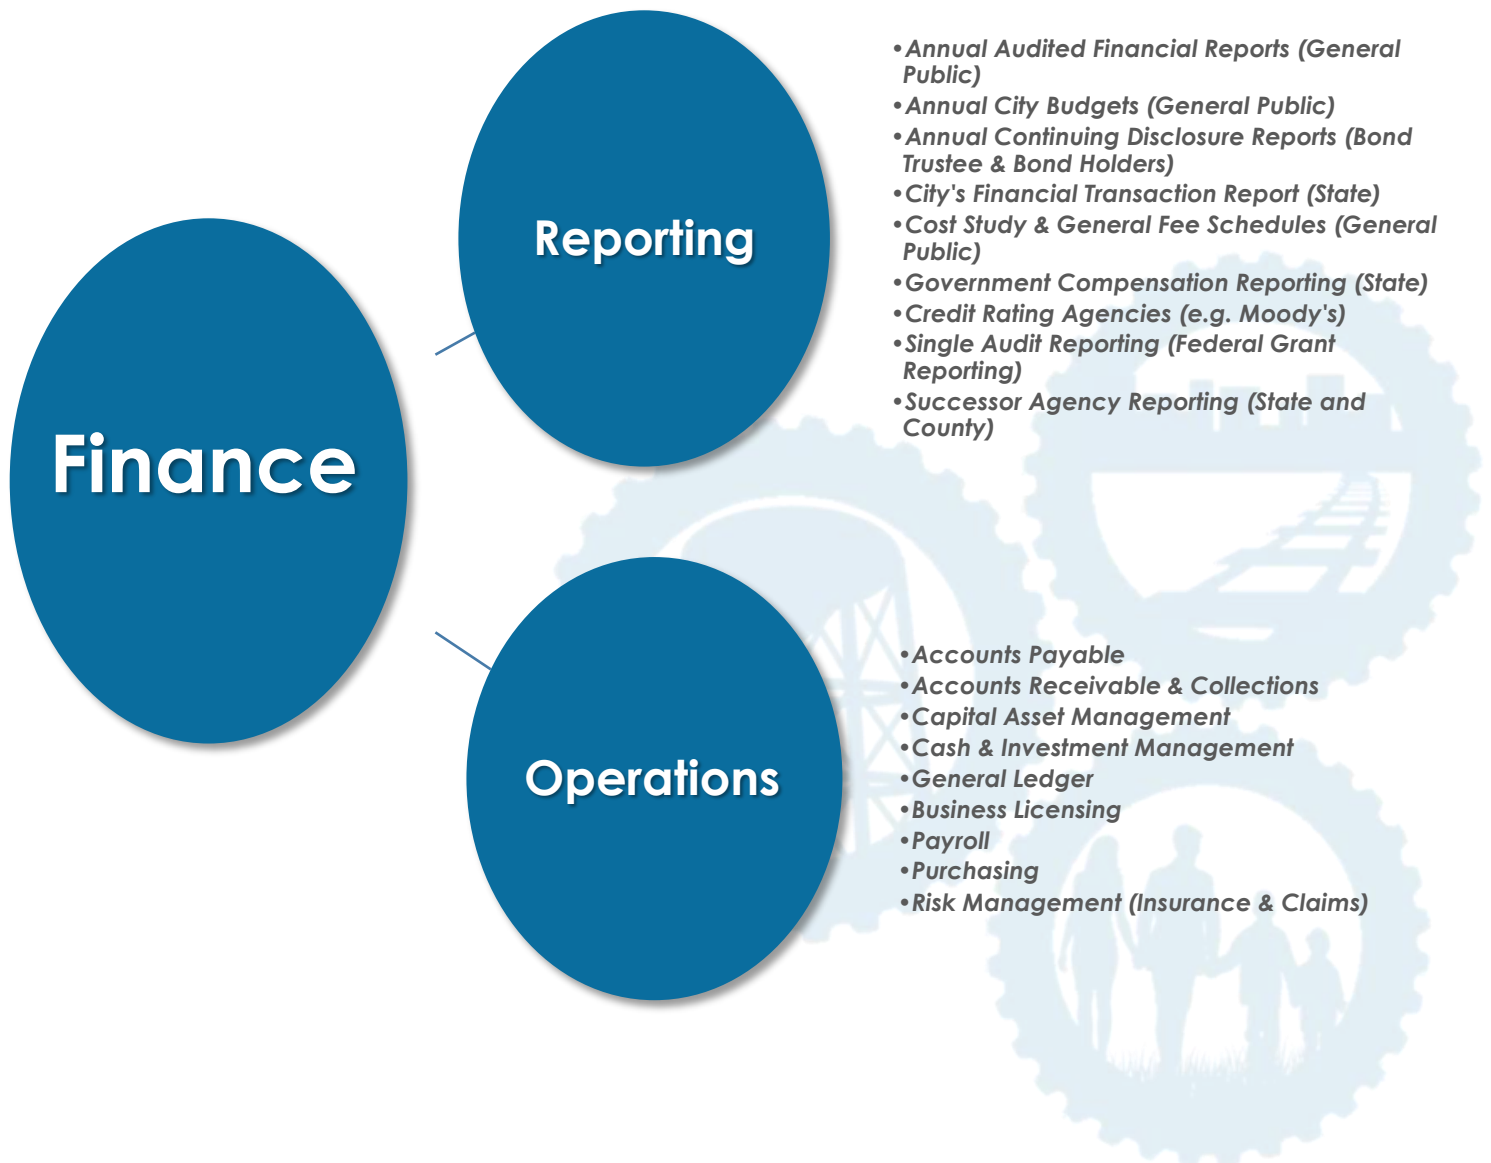 Finance
Reporting
•Annual Audited Financial Reports (General
Public)
•Annual City Budgets (General Public)
•Annual Continuing Disclosure Reports (Bond
Trustee & Bond Holders)
•City's Financial Transaction Report (State)
•Cost Study & General Fee Schedules (General
Public)
•Government Compensation Reporting (State)
•Credit Rating Agencies (e.g. Moody's)
•Single Audit Reporting (Federal Grant
Reporting)
•Successor Agency Reporting (State and
County)
Operations
•Accounts Payable
•Accounts Receivable & Collections
•Capital Asset Management
•Cash & Investment Management
•General Ledger
•Business Licensing
•Payroll
•Purchasing
•Risk Management (Insurance & Claims)